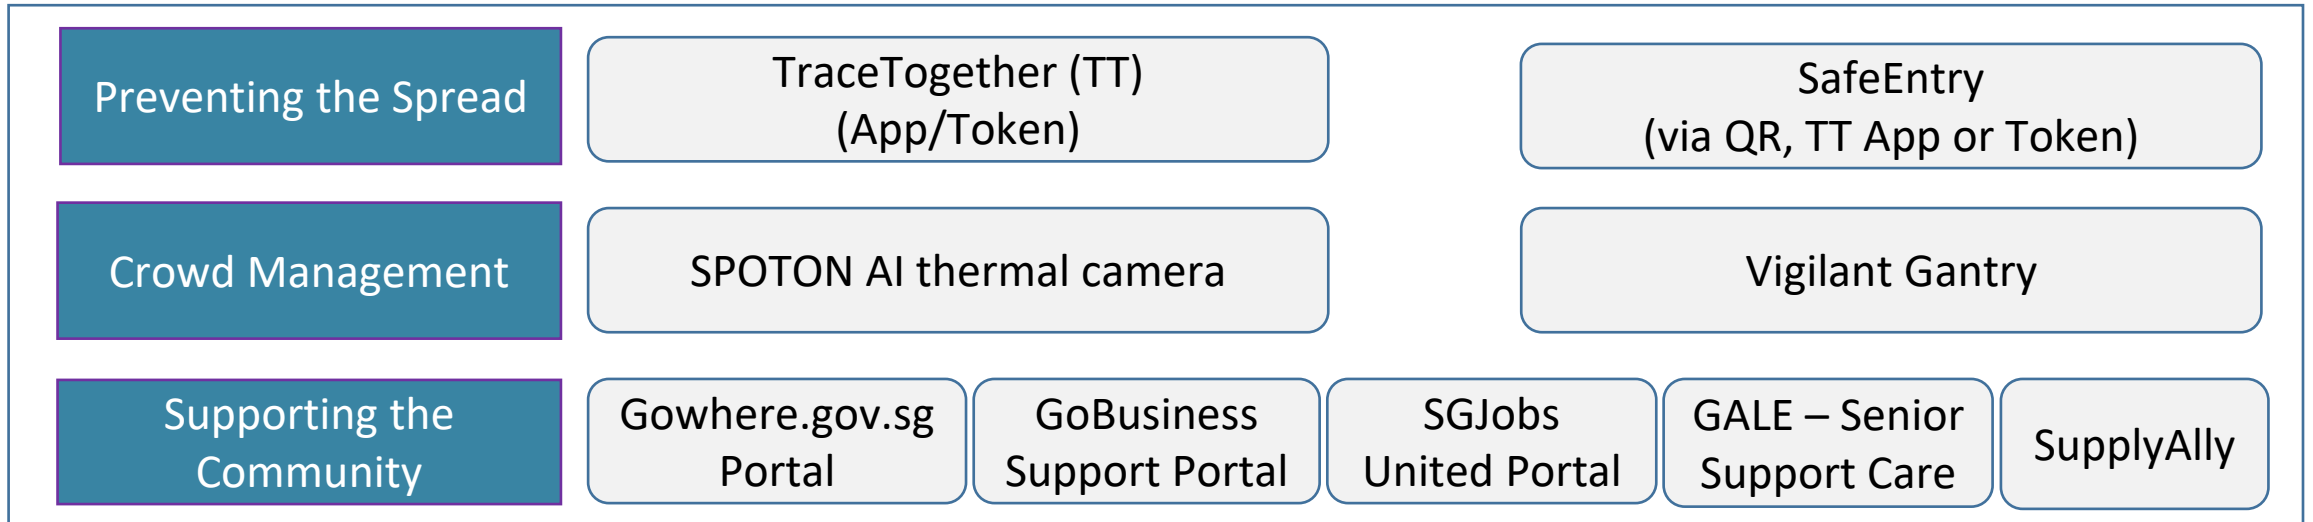 Preventing the Spread
TraceTogether (TT)
(App/Token)
SafeEntry
(via QR, TT App or Token)
Crowd Management
SPOTON AI thermal camera
Vigilant Gantry
Supporting the
Community
Gowhere.gov.sg
Portal
GoBusiness
Support Portal
SGJobs
United Portal
GALE – Senior
Support Care
SupplyAlly